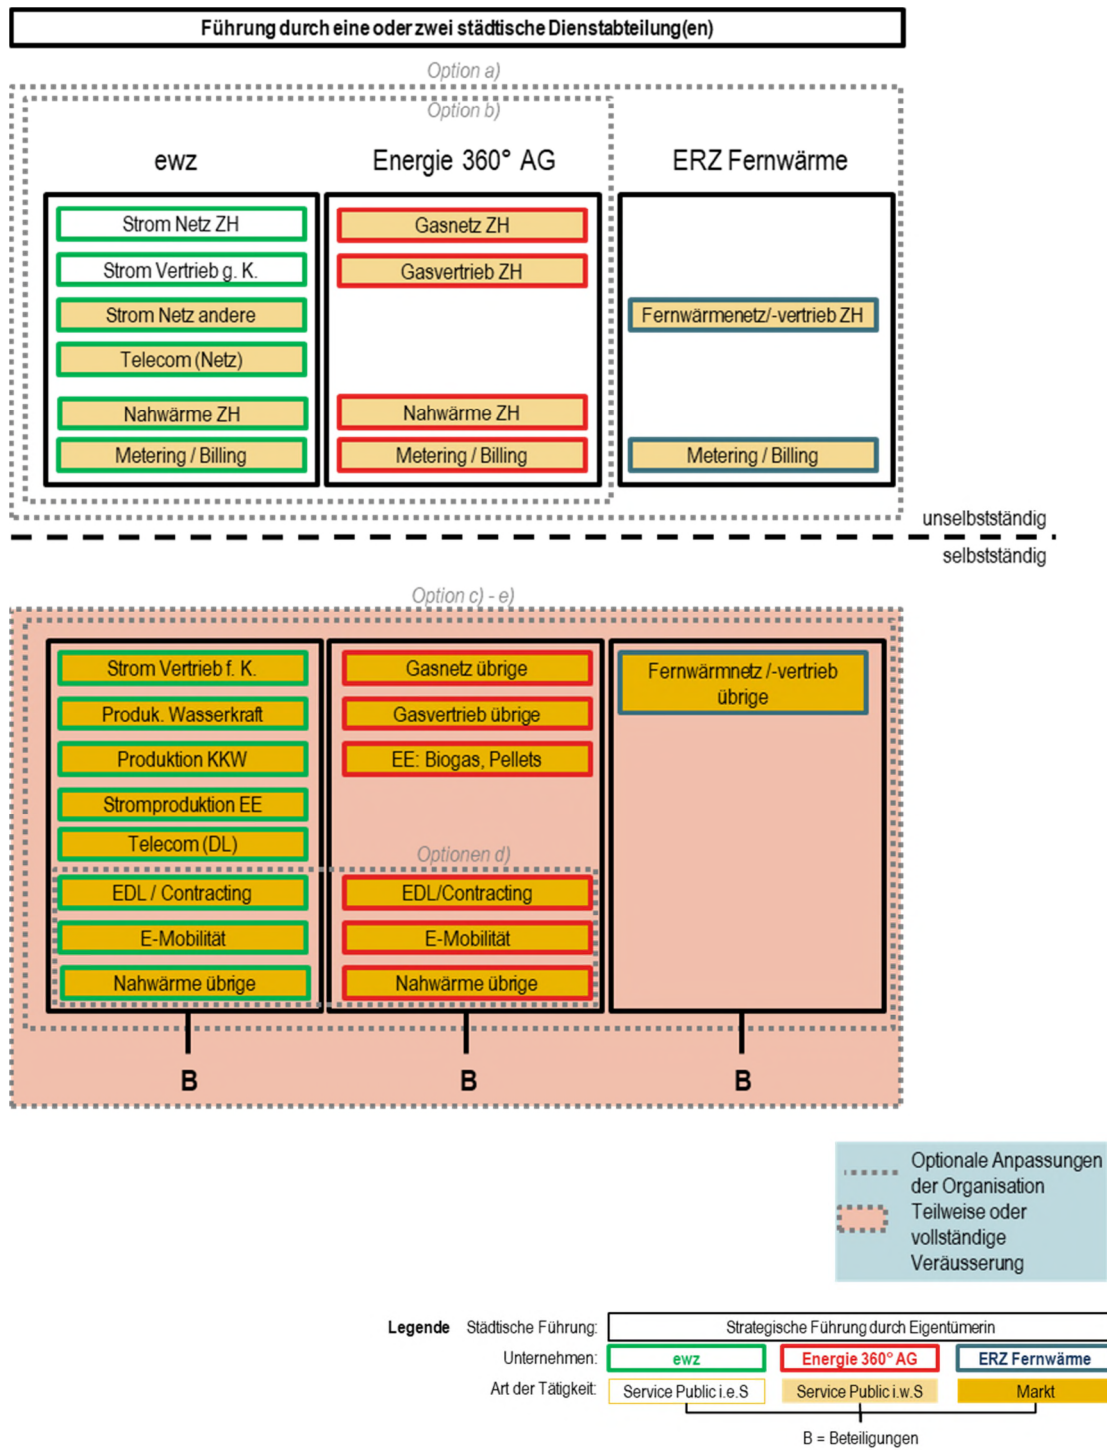 Führung durch eine oder zwei städtische Dienstabteilung(en)
Option a)
Option b)
ewz
Energie 360° AG
ERZ Fernwärme
Strom Netz ZH
Gasnetz ZH
Strom Vertrieb g. K.
Gasvertrieb ZH
Strom Netz andere
Fernwärmenetz/-vertrieb ZH
Telecom (Netz)
Nahwärme ZH
Nahwärme ZH
Metering / Billing
Metering / Billing
Metering / Billing
unselbstständig
selbstständig
Option c) - e)
Strom Vertrieb f. K.
Gasnetz übrige
Fernwärmnetz /-vertrieb
übrige
Produk. Wasserkraft
Gasvertrieb übrige
Produktion KKW
EE: Biogas, Pellets
Stromproduktion EE
Telecom (DL)
Optionen d)
EDL / Contracting
EDL/Contracting
E-Mobilität
E-Mobilität
Nahwärme übrige
Nahwärme übrige
B
B
B
Optionale Anpassungen
der Organisation
Teilweise oder
vollständige
Veräusserung
Legende Städtische Führung: Strategische Führung durch Eigentümerin
Unternehmen: ewz Energie 360° AG ERZ Fernwärme
Art der Tätigkeit: Service Public i.e.S Service Public i.w.S Markt
B = Beteiligungen